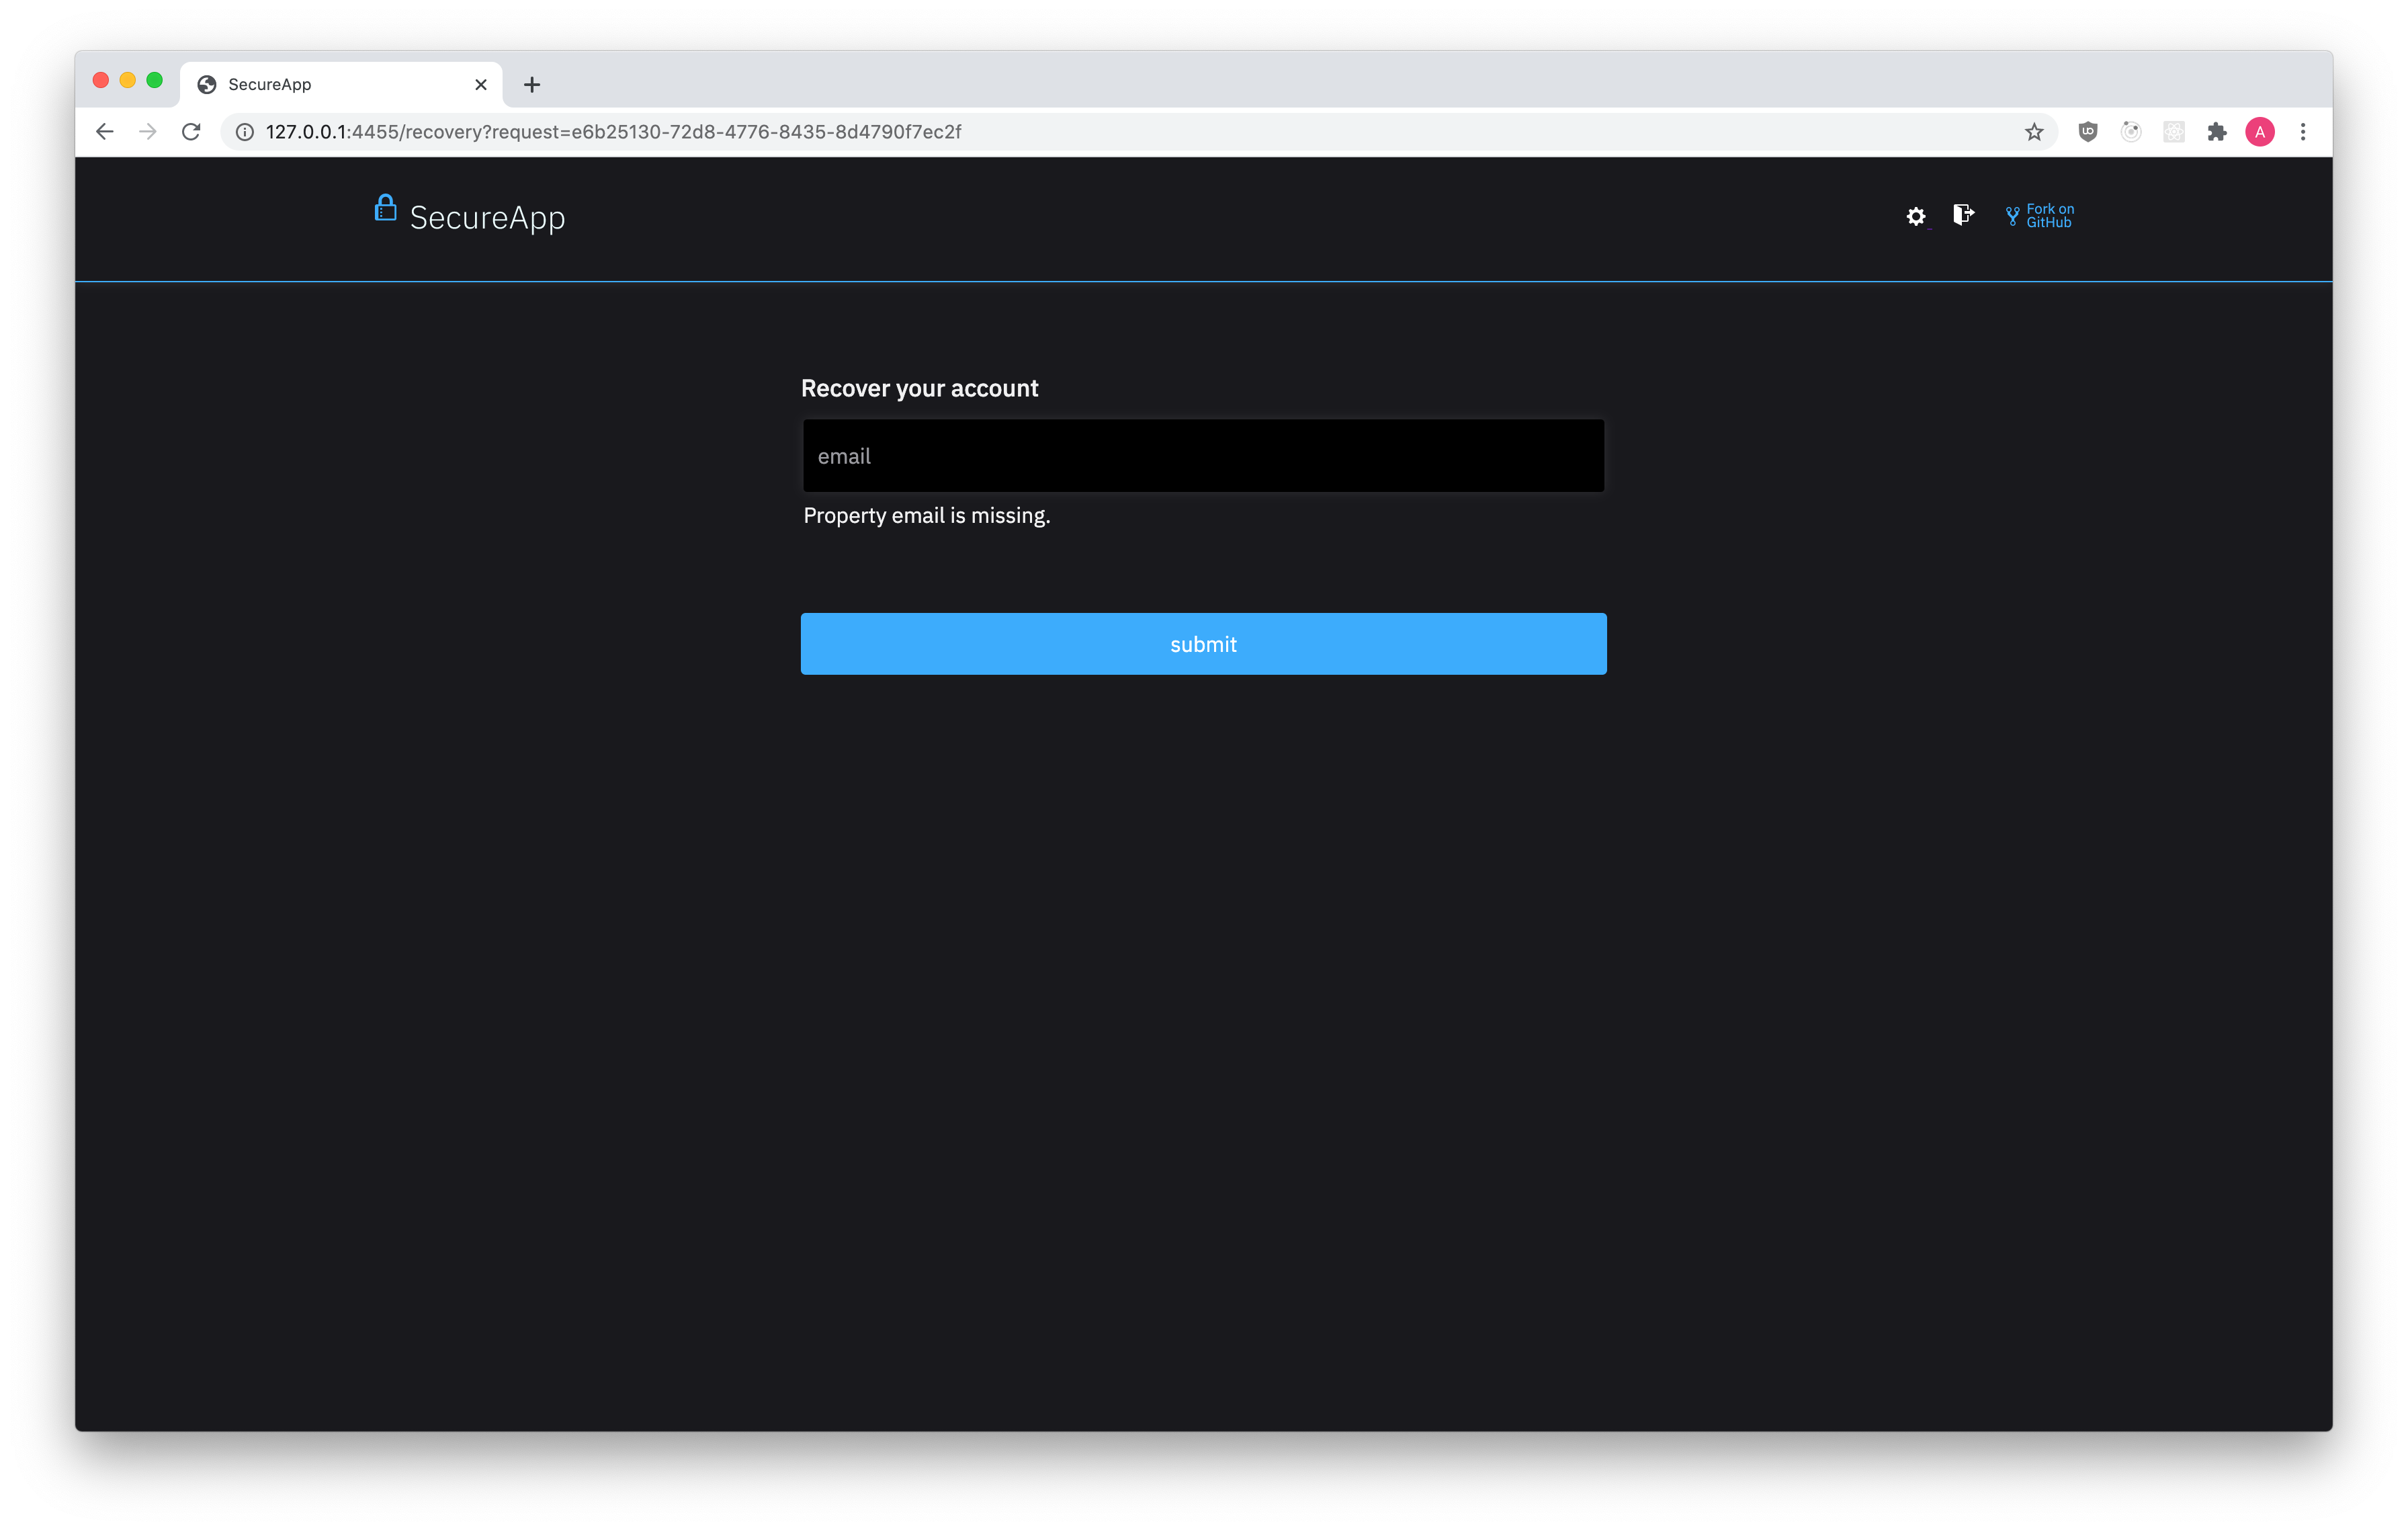 SecureApp
127.0.0.1:4455/recovery?request=e6b25130-72d8-4776-8435-8d4790f7ec2f
A
SecureApp
Fork on
GitHub
Recover your account
email
Property email is missing.
submit